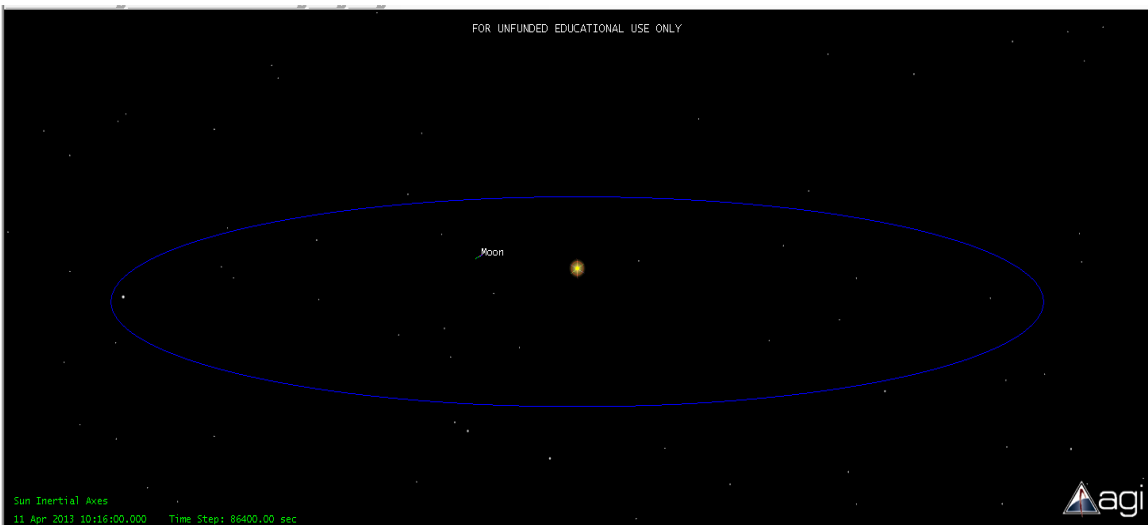 FOR UNFUNDED EDUCATIONAL USE ONLY
Moon
Sun Inertial Axes
11 Apr 2013 10:16:00.000 Time Step: 86400.00 sec
agi